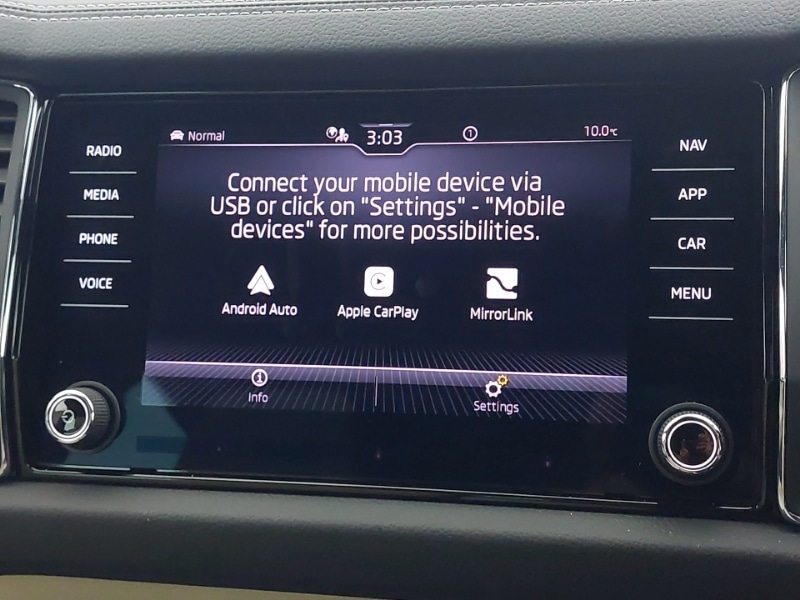 RADIO
MEDIA
PHONE
VOICE
Normal
3:03
1
10.0°C
Connect your mobile device via
USB or click on "Settings" - "Mobile
devices" for more possibilities.
Android Auto
Apple CarPlay
MirrorLink
Info
Settings
NAV
APP
CAR
MENU